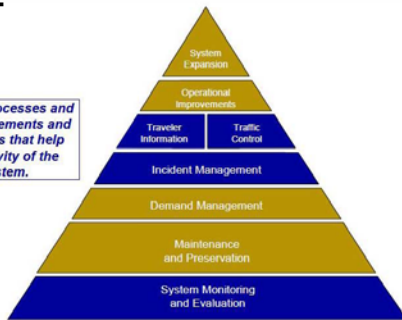 System
Expansion
Operational
Improvements
Traveler
Information
Traffic
Control
ocesses and
ements and
s that help
vity of the
stem.
Incident Management
Demand Management
Maintenance
and Preservation
System Monitoring
and Evaluation